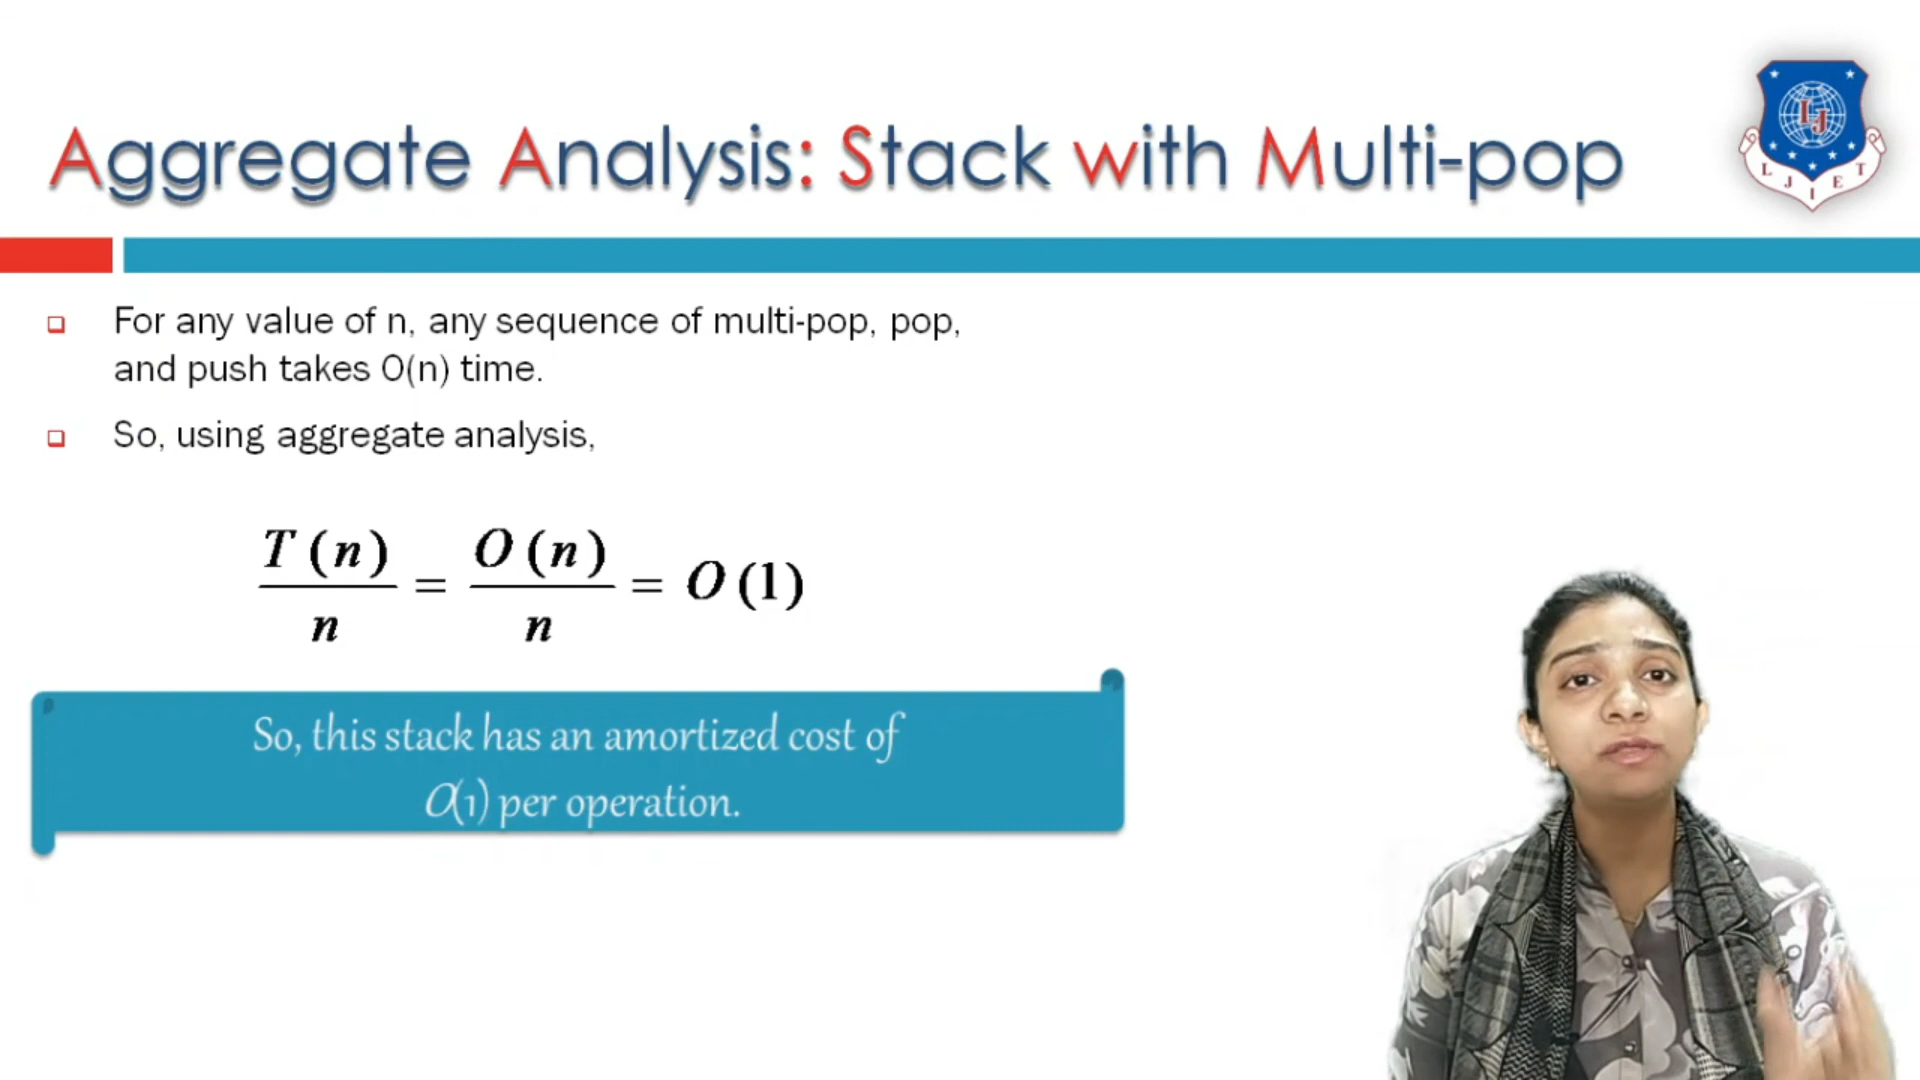 Aggregate Analysis: Stack with Multi-pop
LJ
L J I E T
For any value of n, any sequence of multi-pop, pop,
and push takes O(n) time.
So, using aggregate analysis,
T(n)/n = O(n)/n = O(1)
So, this stack has an amortized cost of
O(1) per operation.